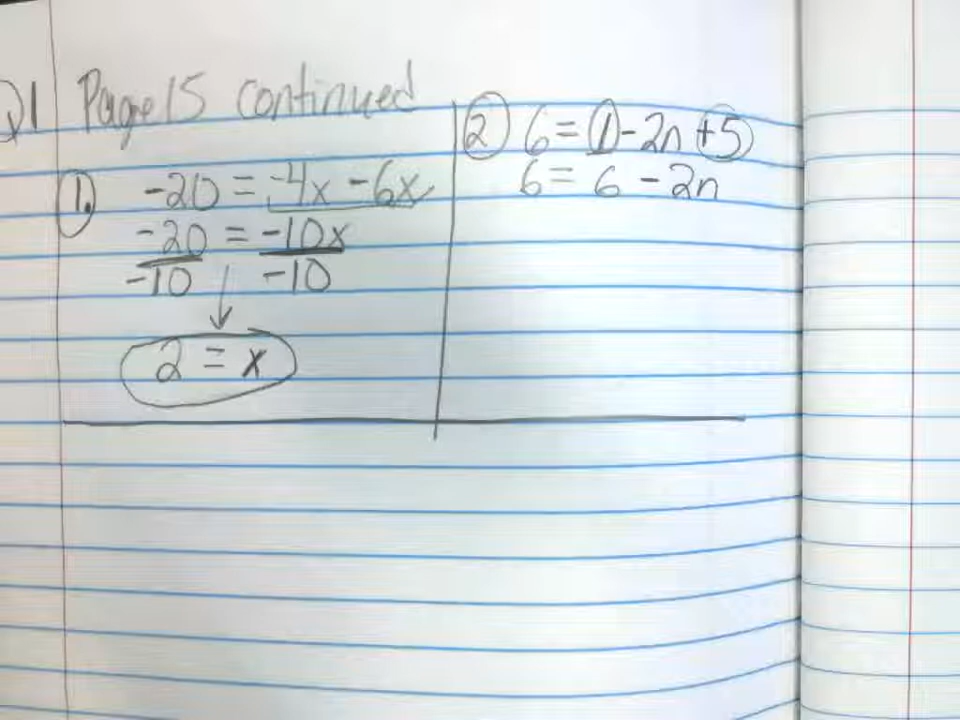 Q1 Page 15 continued
1. -20 = -4x - 6x
-20 = -10x
-10 -10
2 = x
2 6 = 1 - 2n + 5
6 = 6 - 2n